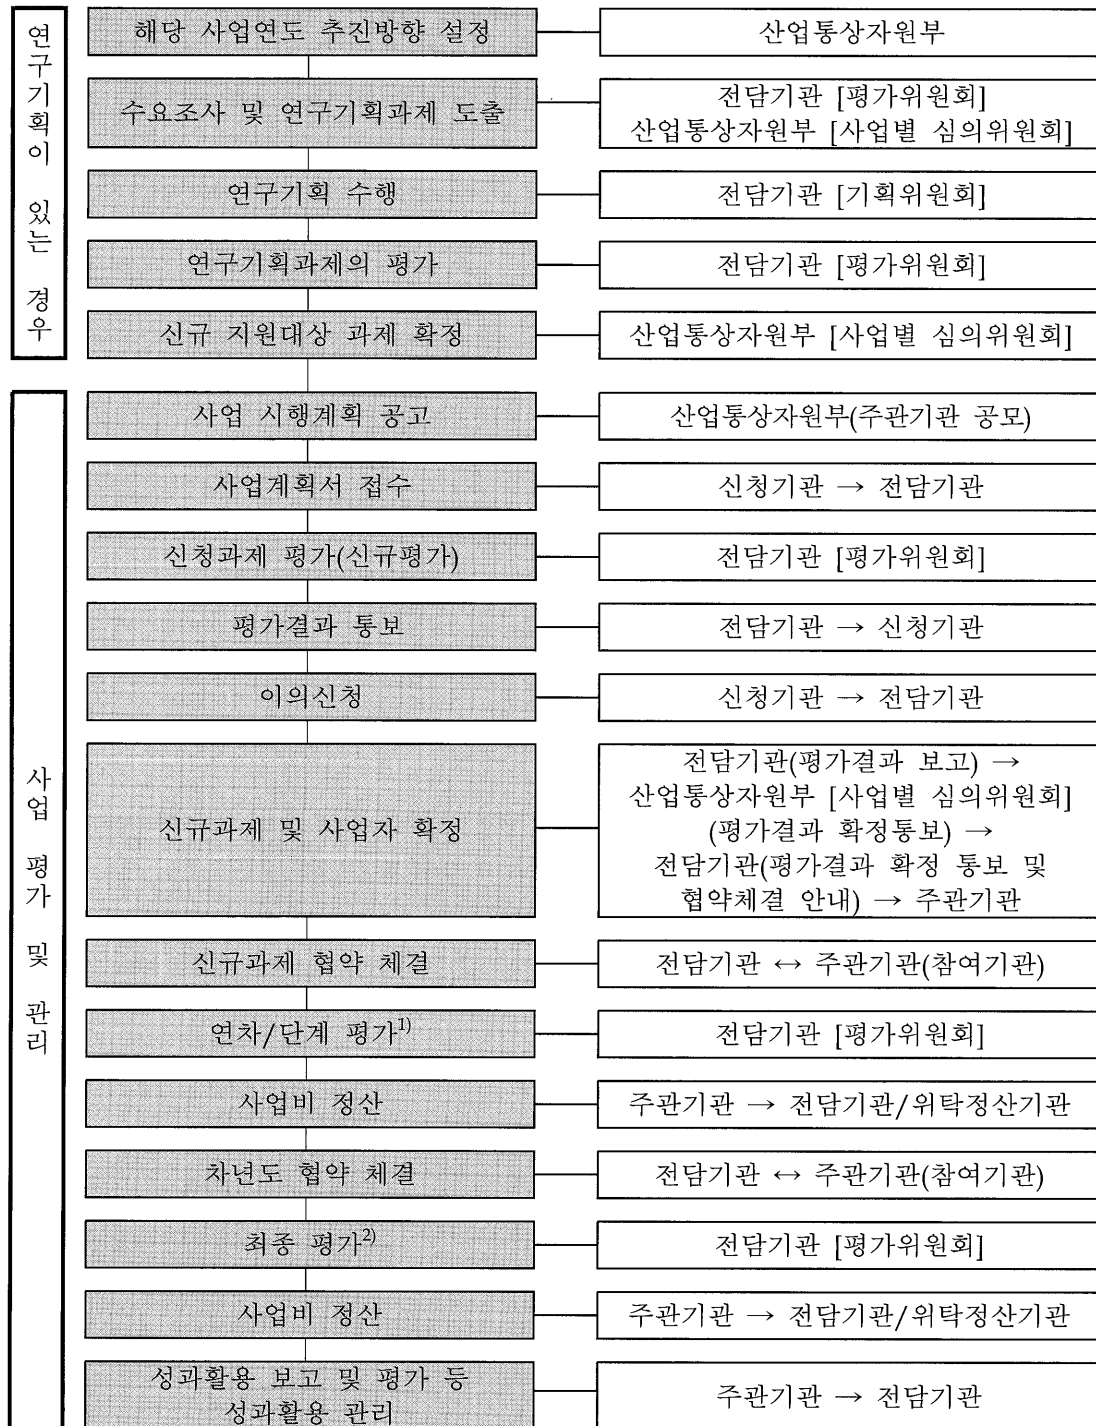 연구기획이 있는 경우
해당 사업연도 추진방향 설정
산업통상자원부
수요조사 및 연구기획과제 도출
전담기관 [평가위원회]
산업통상자원부 [사업별 심의위원회]
연구기획 수행
전담기관 [기획위원회]
연구기획과제의 평가
전담기관 [평가위원회]
신규 지원대상 과제 확정
산업통상자원부 [사업별 심의위원회]
사업 평가 및 관리
사업 시행계획 공고
산업통상자원부(주관기관 공모)
사업계획서 접수
신청기관 → 전담기관
신청과제 평가(신규평가)
전담기관 [평가위원회]
평가결과 통보
전담기관 → 신청기관
이의신청
신청기관 → 전담기관
신규과제 및 사업자 확정
전담기관(평가결과 보고) →
산업통상자원부 [사업별 심의위원회]
(평가결과 확정통보) →
전담기관(평가결과 확정 통보 및
협약체결 안내) → 주관기관
신규과제 협약 체결
전담기관 ↔ 주관기관(참여기관)
연차/단계 평가1)
전담기관 [평가위원회]
사업비 정산
주관기관 → 전담기관/위탁정산기관
차년도 협약 체결
전담기관 ↔ 주관기관(참여기관)
최종 평가2)
전담기관 [평가위원회]
사업비 정산
주관기관 → 전담기관/위탁정산기관
성과활용 보고 및 평가 등
성과활용 관리
주관기관 → 전담기관